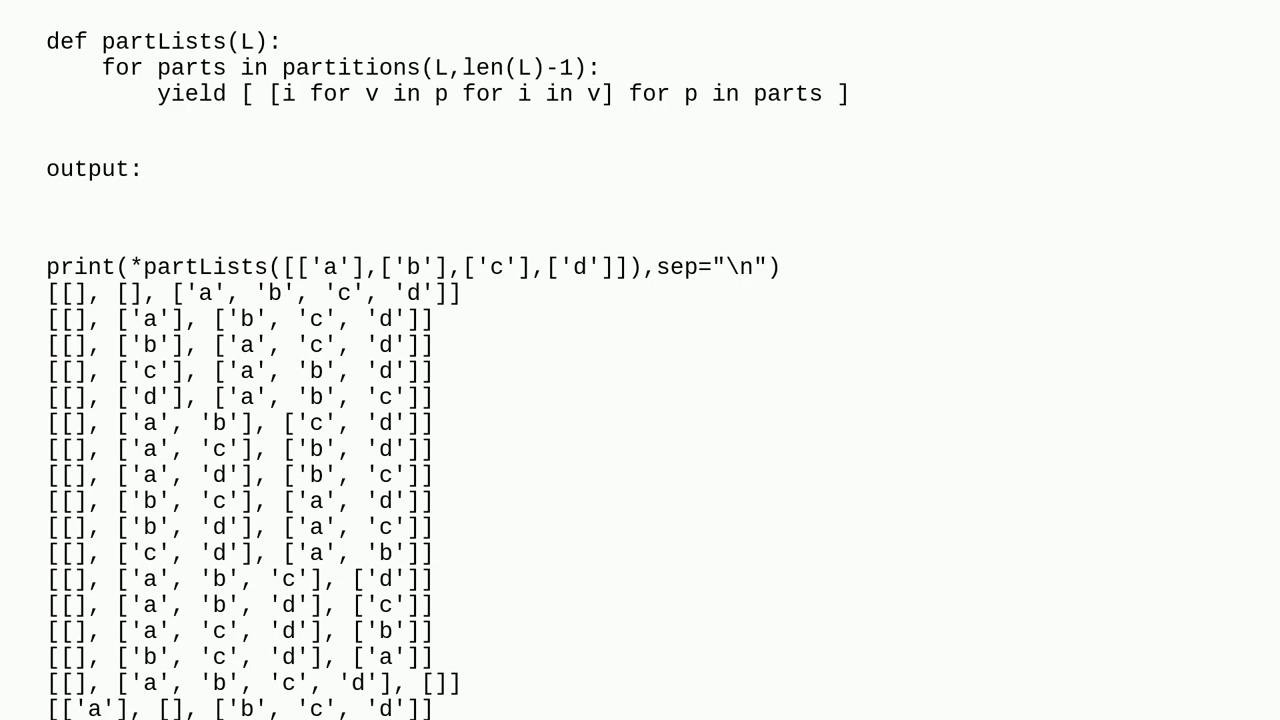 def partLists(L):
    for parts in partitions(L,len(L)-1):
        yield [ [i for v in p for i in v] for p in parts ]
output:
print(*partLists([['a'],['b'],['c'],['d']]),sep="\n")
[[], [], ['a', 'b', 'c', 'd']]
[[], ['a'], ['b', 'c', 'd']]
[[], ['b'], ['a', 'c', 'd']]
[[], ['c'], ['a', 'b', 'd']]
[[], ['d'], ['a', 'b', 'c']]
[[], ['a', 'b'], ['c', 'd']]
[[], ['a', 'c'], ['b', 'd']]
[[], ['a', 'd'], ['b', 'c']]
[[], ['b', 'c'], ['a', 'd']]
[[], ['b', 'd'], ['a', 'c']]
[[], ['c', 'd'], ['a', 'b']]
[[], ['a', 'b', 'c'], ['d']]
[[], ['a', 'b', 'd'], ['c']]
[[], ['a', 'c', 'd'], ['b']]
[[], ['b', 'c', 'd'], ['a']]
[[], ['a', 'b', 'c', 'd'], []]
[['a'], [], ['b', 'c', 'd']]